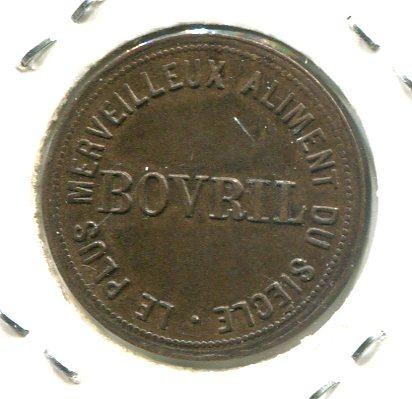 LE PLUS MERVEILLEUX ALIMENT DU SIECLE •
BOVRIL